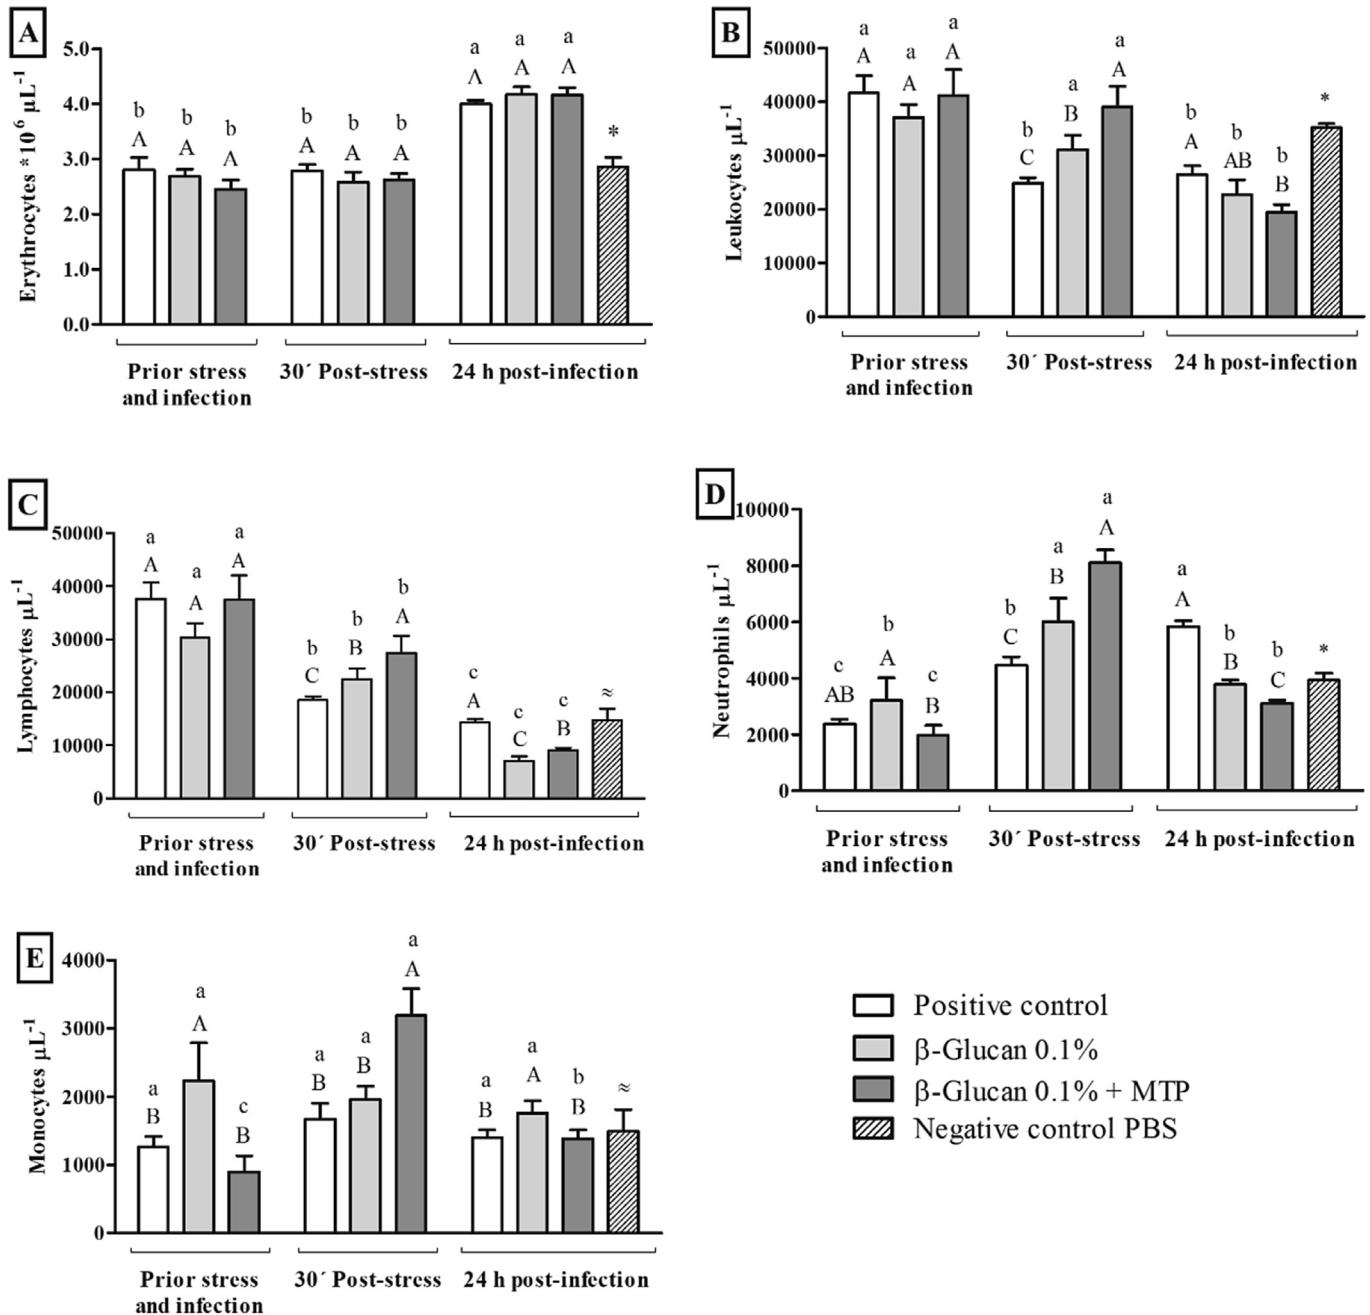 A
Erythrocytes *10⁶ µL⁻¹
5.0
4.0
3.0
2.0
1.0
0.0
b b b b b b a a a
A A A A A A A A A *
Prior stress
and infection
30´ Post-stress
24 h post-infection
B
Leukocytes µL⁻¹
50000
40000
30000
20000
10000
0
a a a b a a b b b
A A A C B A A AB B *
Prior stress
and infection
30´ Post-stress
24 h post-infection
C
Lymphocytes µL⁻¹
50000
40000
30000
20000
10000
0
a a a b b b c c c
A A A C B A A C B ≈
Prior stress
and infection
30´ Post-stress
24 h post-infection
D
Neutrophils µL⁻¹
10000
8000
6000
4000
2000
0
c b c b a a a b b
AB A B C B A A B C *
Prior stress
and infection
30´ Post-stress
24 h post-infection
E
Monocytes µL⁻¹
4000
3000
2000
1000
0
a a c a a a a a b
B A B B B A B A B ≈
Prior stress
and infection
30´ Post-stress
24 h post-infection
Positive control
β-Glucan 0.1%
β-Glucan 0.1% + MTP
Negative control PBS